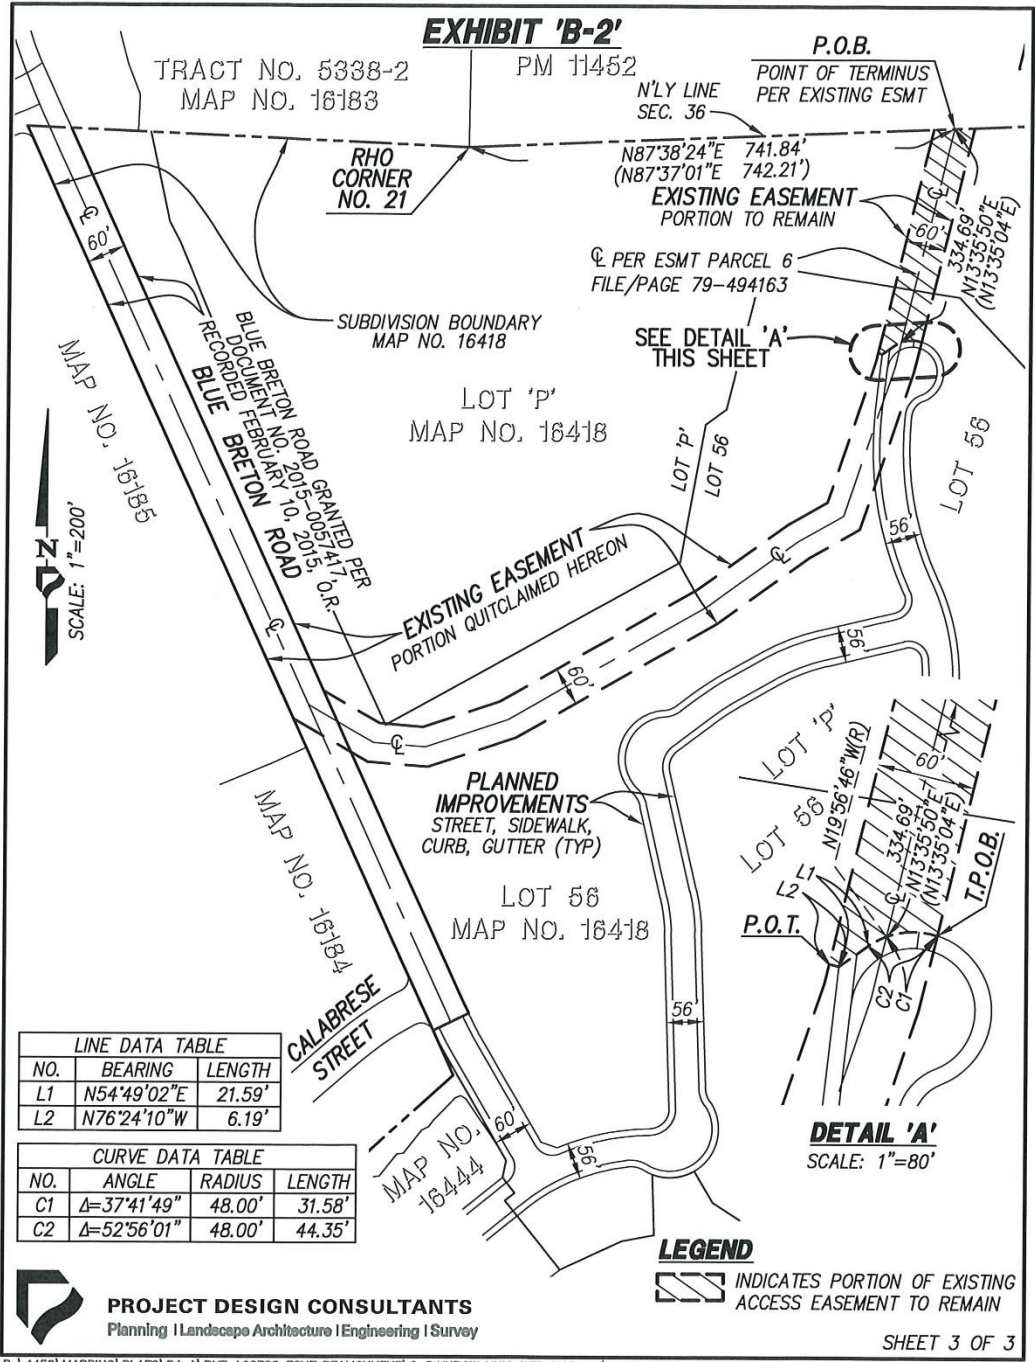 EXHIBIT 'B-2'
TRACT NO. 5338-2
MAP NO. 16183
PM 11452
P.O.B.
POINT OF TERMINUS
PER EXISTING ESMT
N'LY LINE
SEC. 36
N87°38'24"E 741.84'
(N87°37'01"E 742.21')
RHO
CORNER
NO. 21
EXISTING EASEMENT
PORTION TO REMAIN
60'
334.69'
N13°35'50"E
(N13°35'04"E)
℄ PER ESMT PARCEL 6
FILE/PAGE 79-494163
℄
60'
SUBDIVISION BOUNDARY
MAP NO. 16418
SEE DETAIL 'A'
THIS SHEET
MAP NO. 16185
BLUE BRETON ROAD GRANTED PER
DOCUMENT NO. 2015-0057417,
RECORDED FEBRUARY 10, 2015, O.R.
BLUE BRETON ROAD
LOT 'P'
MAP NO. 16418
LOT 'P'
LOT 56
LOT 56
56'
N
SCALE: 1"=200'
EXISTING EASEMENT
PORTION QUITCLAIMED HEREON
℄
℄
60'
56'
℄
PLANNED
IMPROVEMENTS
STREET, SIDEWALK,
CURB, GUTTER (TYP)
LOT 56
MAP NO. 16418
MAP NO. 16184
56'
CALABRESE
STREET
60'
56'
MAP NO.
16444
LOT 'P'
LOT 56
N19°56'46"W(R)
60'
℄ 334.69'
N13°35'50"E
(N13°35'04"E)
T.P.O.B.
L1
L2
P.O.T.
C2
C1
DETAIL 'A'
SCALE: 1"=80'
LINE DATA TABLE
NO. BEARING LENGTH
L1 N54°49'02"E 21.59'
L2 N76°24'10"W 6.19'
CURVE DATA TABLE
NO. ANGLE RADIUS LENGTH
C1 Δ=37°41'49" 48.00' 31.58'
C2 Δ=52°56'01" 48.00' 44.35'
LEGEND
INDICATES PORTION OF EXISTING
ACCESS EASEMENT TO REMAIN
PROJECT DESIGN CONSULTANTS
Planning | Landscape Architecture | Engineering | Survey
SHEET 3 OF 3